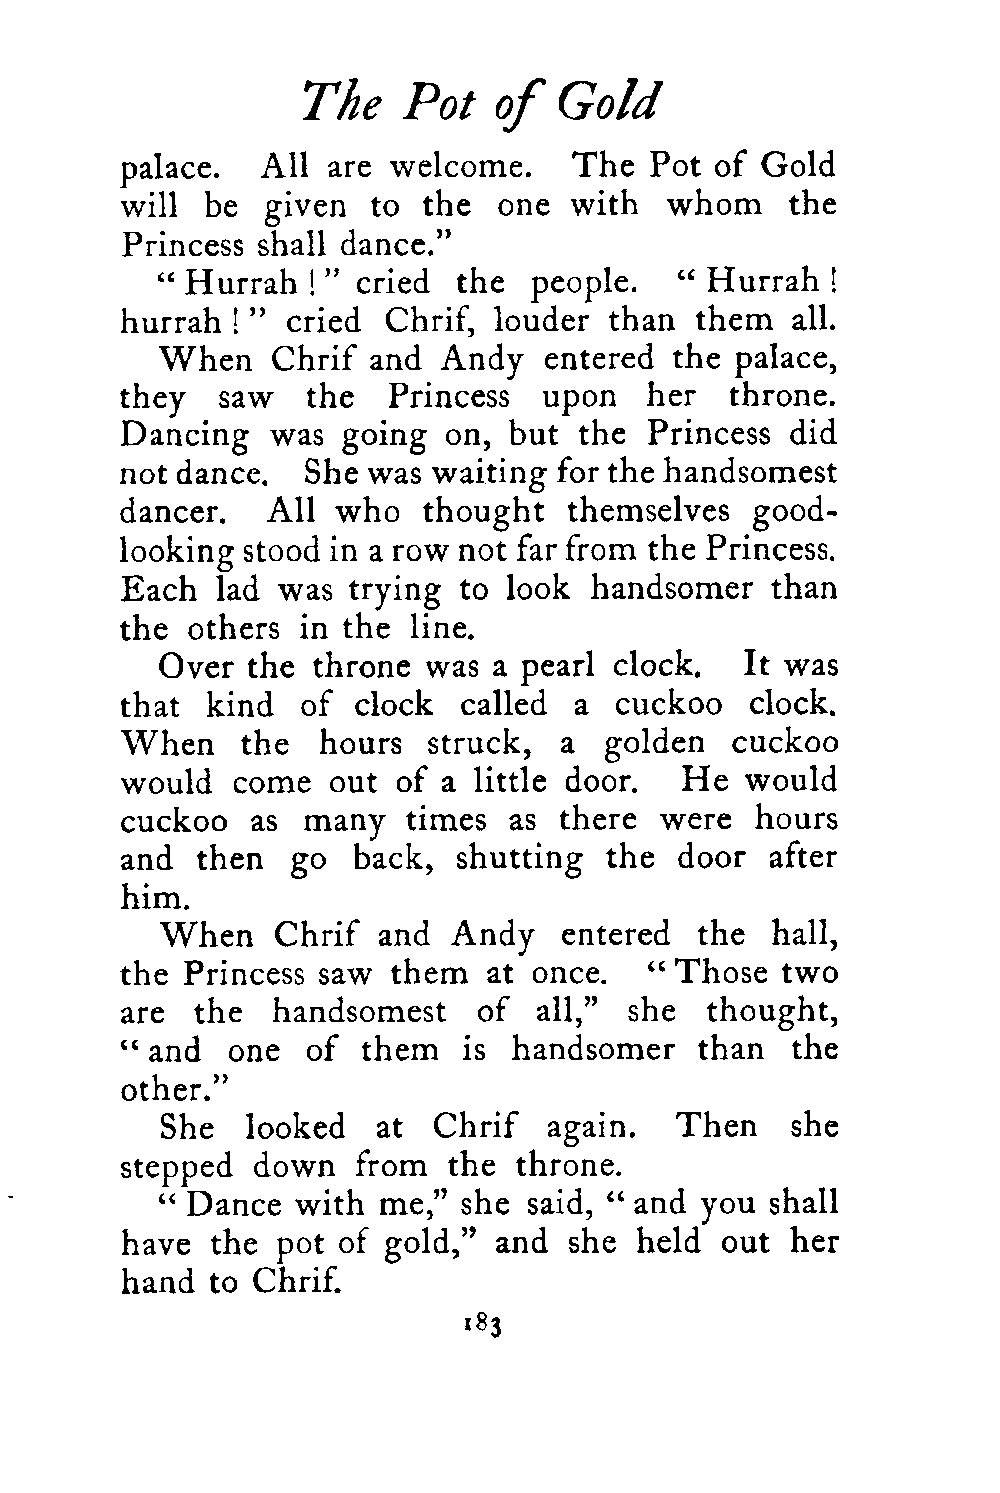 The Pot of Gold
palace. All are welcome. The Pot of Gold
will be given to the one with whom the
Princess shall dance.”
“ Hurrah ! ” cried the people. “ Hurrah !
hurrah ! ” cried Chrif, louder than them all.
When Chrif and Andy entered the palace,
they saw the Princess upon her throne.
Dancing was going on, but the Princess did
not dance. She was waiting for the handsomest
dancer. All who thought themselves good-
looking stood in a row not far from the Princess.
Each lad was trying to look handsomer than
the others in the line.
Over the throne was a pearl clock. It was
that kind of clock called a cuckoo clock.
When the hours struck, a golden cuckoo
would come out of a little door. He would
cuckoo as many times as there were hours
and then go back, shutting the door after
him.
When Chrif and Andy entered the hall,
the Princess saw them at once. “ Those two
are the handsomest of all,” she thought,
“ and one of them is handsomer than the
other.”
She looked at Chrif again. Then she
stepped down from the throne.
“ Dance with me,” she said, “ and you shall
have the pot of gold,” and she held out her
hand to Chrif.
183